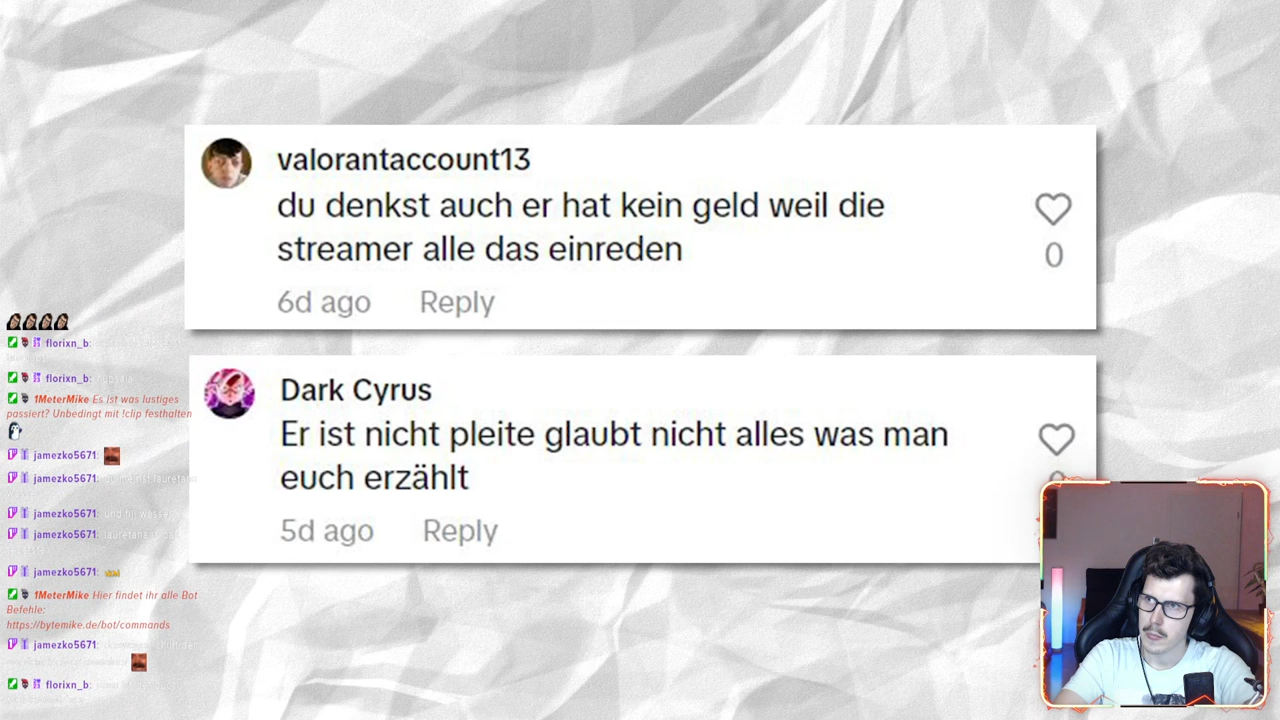 valorantaccount13
du denkst auch er hat kein geld weil die
streamer alle das einreden
0
6d ago Reply
Dark Cyrus
Er ist nicht pleite glaubt nicht alles was man
euch erzählt
5d ago Reply
florixn_b:
florixn_b:
1MeterMike Es ist was lustiges
passiert? Unbedingt mit !clip festhalten
jamezko5671:
jamezko5671:
jamezko5671: und fiji wasser
jamezko5671:
jamezko5671:
1MeterMike Hier findet ihr alle Bot
Befehle:
https://bytemike.de/bot/commands
jamezko5671:
florixn_b: